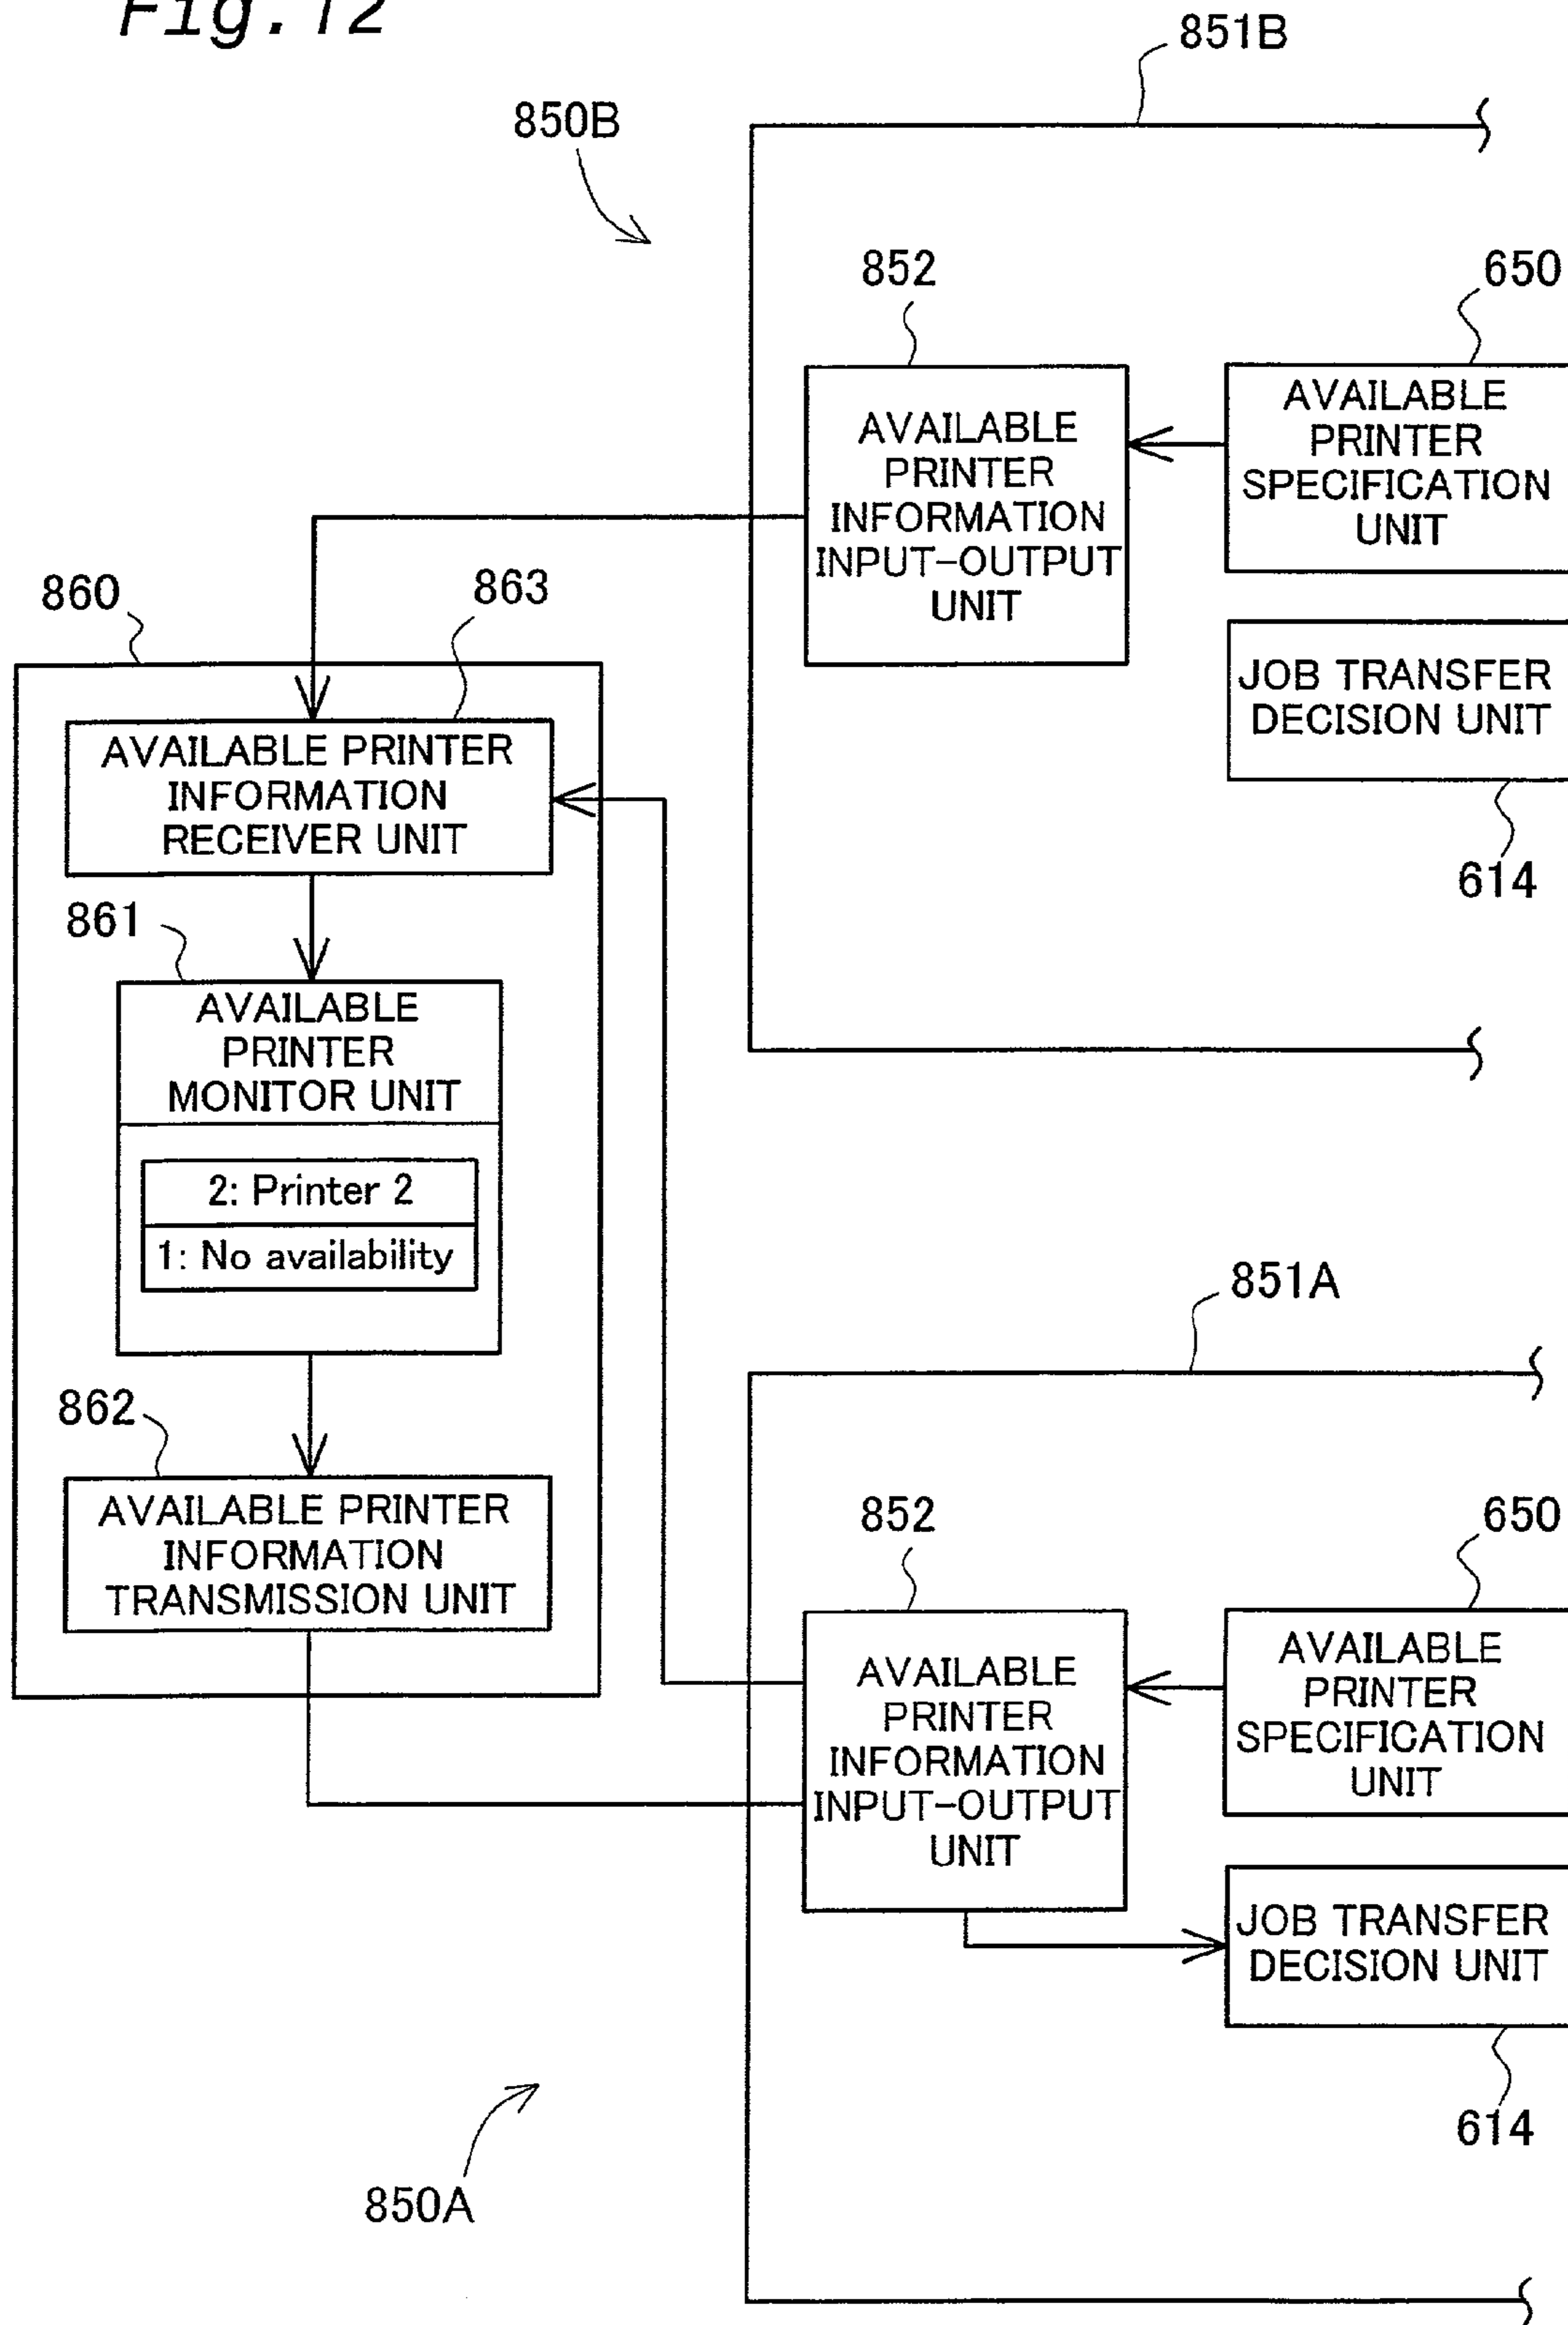 Fig. 12
851B
850B
852
650
AVAILABLE
PRINTER
INFORMATION
INPUT-OUTPUT
UNIT
AVAILABLE
PRINTER
SPECIFICATION
UNIT
JOB TRANSFER
DECISION UNIT
614
860
863
AVAILABLE PRINTER
INFORMATION
RECEIVER UNIT
861
AVAILABLE
PRINTER
MONITOR UNIT
2: Printer 2
1: No availability
862
AVAILABLE PRINTER
INFORMATION
TRANSMISSION UNIT
851A
852
650
AVAILABLE
PRINTER
INFORMATION
INPUT-OUTPUT
UNIT
AVAILABLE
PRINTER
SPECIFICATION
UNIT
JOB TRANSFER
DECISION UNIT
614
850A